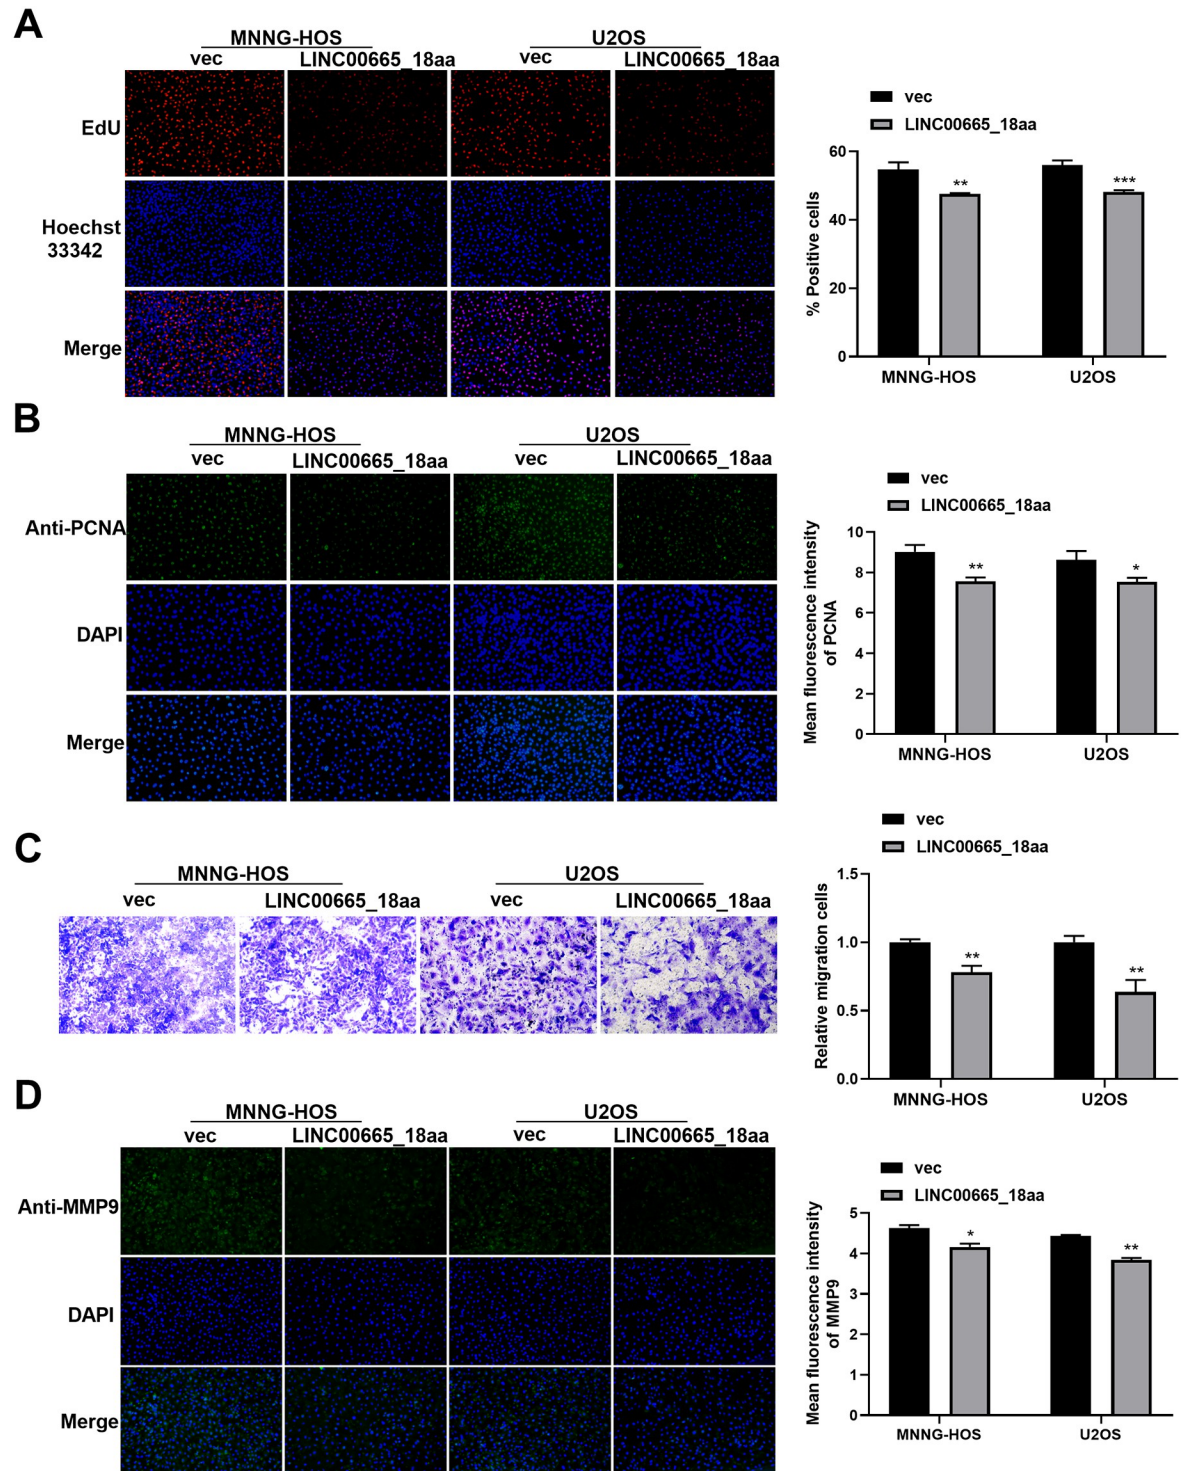 A
MNNG-HOS
U2OS
vec
LINC00665_18aa
vec
LINC00665_18aa
EdU
Hoechst
33342
Merge
vec
LINC00665_18aa
% Positive cells
60
40
20
0
**
***
MNNG-HOS
U2OS
B
MNNG-HOS
U2OS
vec
LINC00665_18aa
vec
LINC00665_18aa
Anti-PCNA
DAPI
Merge
vec
LINC00665_18aa
Mean fluorescence intensity
of PCNA
10
8
6
4
2
0
**
*
MNNG-HOS
U2OS
C
MNNG-HOS
U2OS
vec
LINC00665_18aa
vec
LINC00665_18aa
vec
LINC00665_18aa
Relative migration cells
1.5
1.0
0.5
0.0
**
**
MNNG-HOS
U2OS
D
MNNG-HOS
U2OS
vec
LINC00665_18aa
vec
LINC00665_18aa
Anti-MMP9
DAPI
Merge
vec
LINC00665_18aa
Mean fluorescence intensity
of MMP9
5
4
3
2
1
0
*
**
MNNG-HOS
U2OS